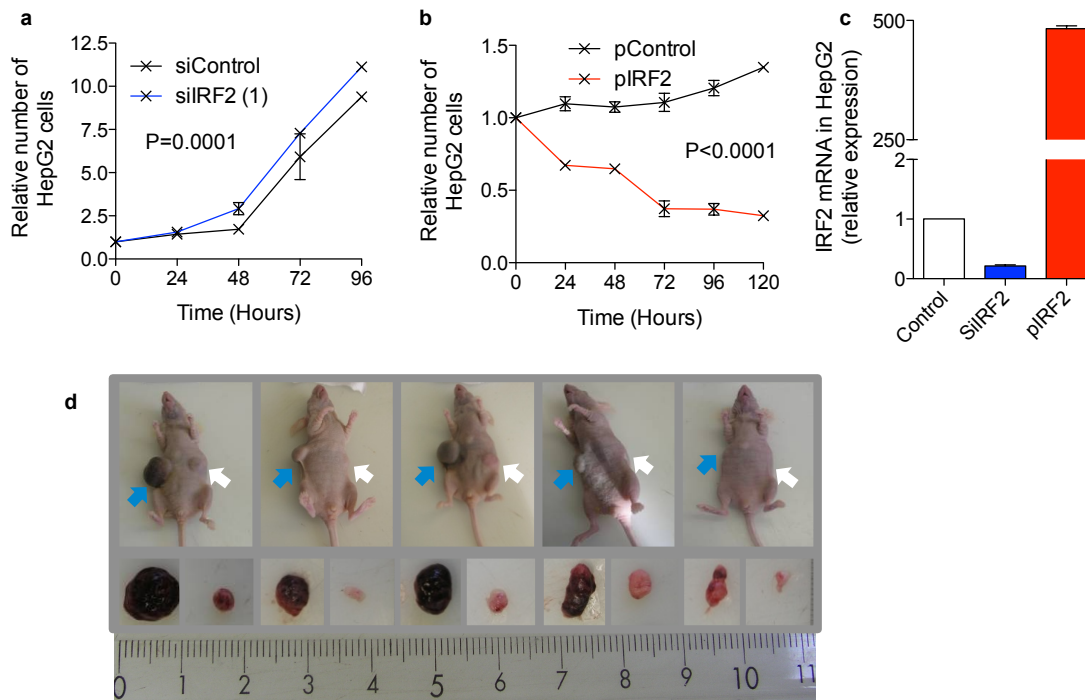 a
Relative number of
HepG2 cells
12.5
10.0
7.5
5.0
2.5
0.0
siControl
siIRF2 (1)
P=0.0001
0 24 48 72 96
Time (Hours)
b
Relative number of
HepG2 cells
1.5
1.0
0.5
0.0
pControl
pIRF2
P<0.0001
0 24 48 72 96 120
Time (Hours)
c
IRF2 mRNA in HepG2
(relative expression)
500
250
2
1
0
Control
SiIRF2
pIRF2
d
0 1 2 3 4 5 6 7 8 9 10 11